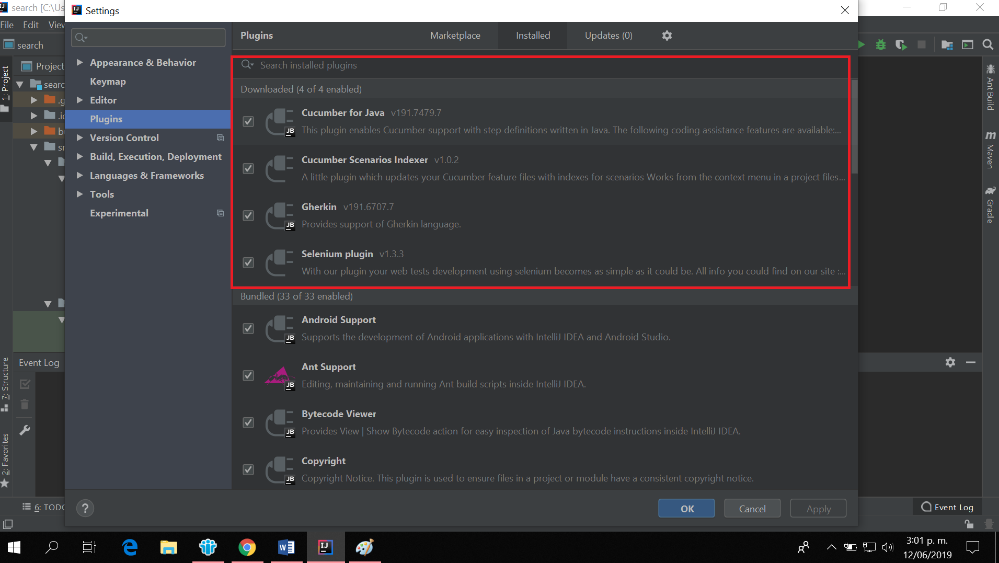 search [C:\Us
Settings
File Edit View
search
Plugins
Marketplace
Installed
Updates (0)
Appearance & Behavior
Keymap
Editor
Plugins
Version Control
Build, Execution, Deployment
Languages & Frameworks
Tools
Experimental
1: Project
Project
searc
.g
.ic
b
sr
Search installed plugins
Downloaded (4 of 4 enabled)
Cucumber for Java v191.7479.7
This plugin enables Cucumber support with step definitions written in Java. The following coding assistance features are available:...
Cucumber Scenarios Indexer v1.0.2
A little plugin which updates your Cucumber feature files with indexes for scenarios Works from the context menu in a project files...
Gherkin v191.6707.7
JB
Provides support of Gherkin language.
Selenium plugin v1.3.3
With our plugin your web tests development using selenium becomes as simple as it could be. All info you could find on our site :...
Bundled (33 of 33 enabled)
Android Support
JB
Supports the development of Android applications with IntelliJ IDEA and Android Studio.
Ant Support
JB
Editing, maintaining and running Ant build scripts inside IntelliJ IDEA.
Bytecode Viewer
JB
Provides View | Show Bytecode action for easy inspection of Java bytecode instructions inside IntelliJ IDEA.
Copyright
JB
Copyright Notice. This plugin is used to ensure files in a project or module have a consistent copyright notice.
Ant Build
Maven
Gradle
Event Log
7: Structure
2: Favorites
?
OK
Cancel
Apply
6: TODO
Event Log
3:01 p. m.
12/06/2019